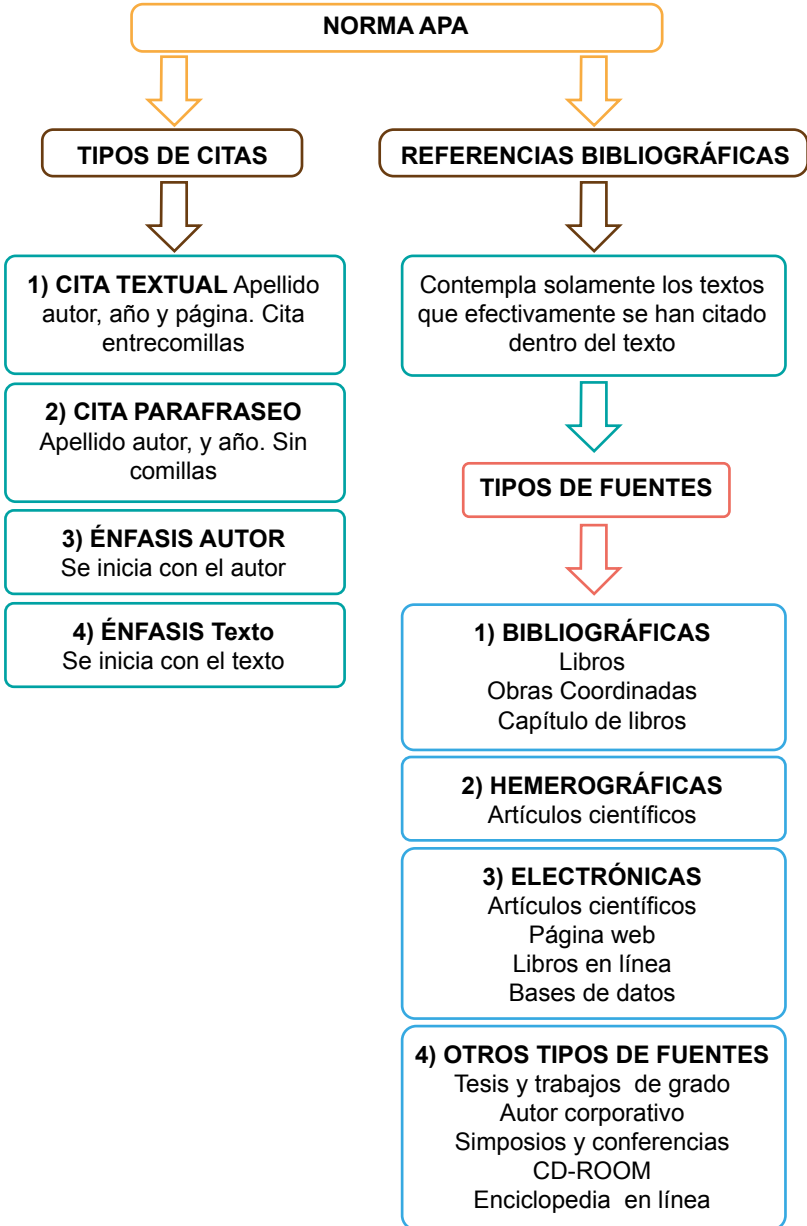 NORMA APA
TIPOS DE CITAS
1) CITA TEXTUAL Apellido
autor, año y página. Cita
entrecomillas
2) CITA PARAFRASEO
Apellido autor, y año. Sin
comillas
3) ÉNFASIS AUTOR
Se inicia con el autor
4) ÉNFASIS Texto
Se inicia con el texto
REFERENCIAS BIBLIOGRÁFICAS
Contempla solamente los textos
que efectivamente se han citado
dentro del texto
TIPOS DE FUENTES
1) BIBLIOGRÁFICAS
Libros
Obras Coordinadas
Capítulo de libros
2) HEMEROGRÁFICAS
Artículos científicos
3) ELECTRÓNICAS
Artículos científicos
Página web
Libros en línea
Bases de datos
4) OTROS TIPOS DE FUENTES
Tesis y trabajos de grado
Autor corporativo
Simposios y conferencias
CD-ROOM
Enciclopedia en línea